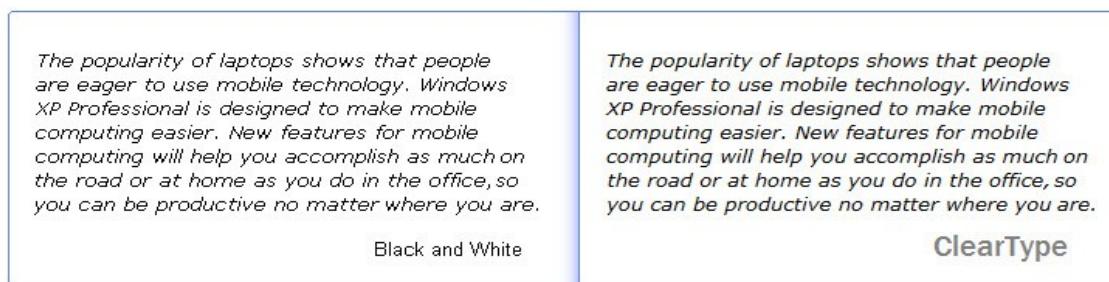 The popularity of laptops shows that people
are eager to use mobile technology. Windows
XP Professional is designed to make mobile
computing easier. New features for mobile
computing will help you accomplish as much on
the road or at home as you do in the office, so
you can be productive no matter where you are.
Black and White
The popularity of laptops shows that people
are eager to use mobile technology. Windows
XP Professional is designed to make mobile
computing easier. New features for mobile
computing will help you accomplish as much on
the road or at home as you do in the office, so
you can be productive no matter where you are.
ClearType